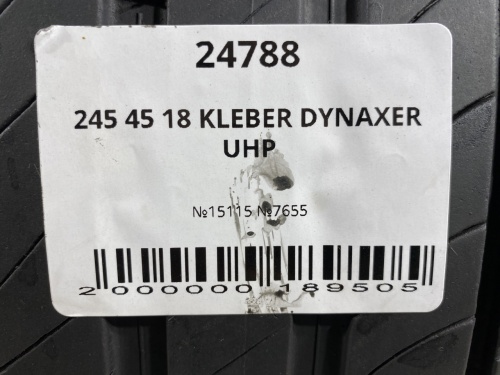 24788
245 45 18 KLEBER DYNAXER
UHP
№15115 №7655
2 000000 189505